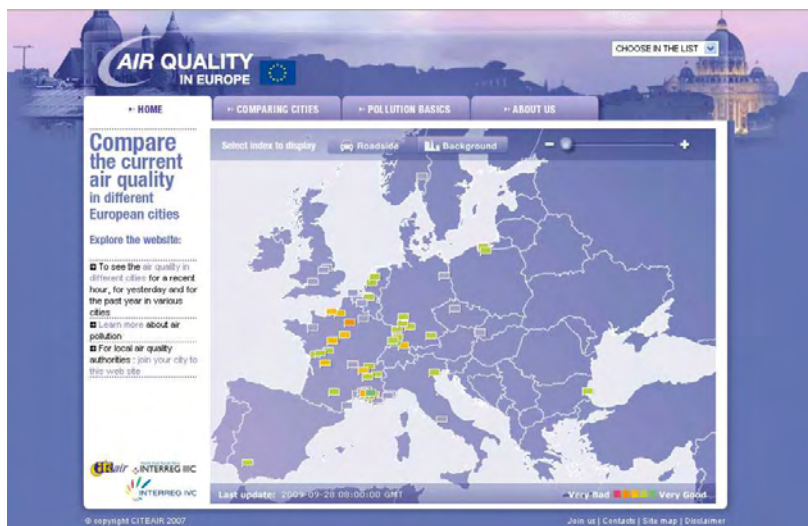 CHOOSE IN THE LIST
AIR QUALITY
IN EUROPE
HOME
COMPARING CITIES
POLLUTION BASICS
ABOUT US
Compare
the current
air quality
in different
European cities
Explore the website:
To see the air quality in
different cities for a recent
hour, for yesterday and for
the past year in various
cities
Learn more about air
pollution
For local air quality
authorities : join your city to
this web site
Select index to display
Roadside
Background
- +
air
INTERREG IIIC
INTERREG IVC
Last update: 2009-09-28 08:00:00 GMT
Very Bad Very Good
© copyright CITEAIR 2007
Join us | Contacts | Site map | Disclaimer